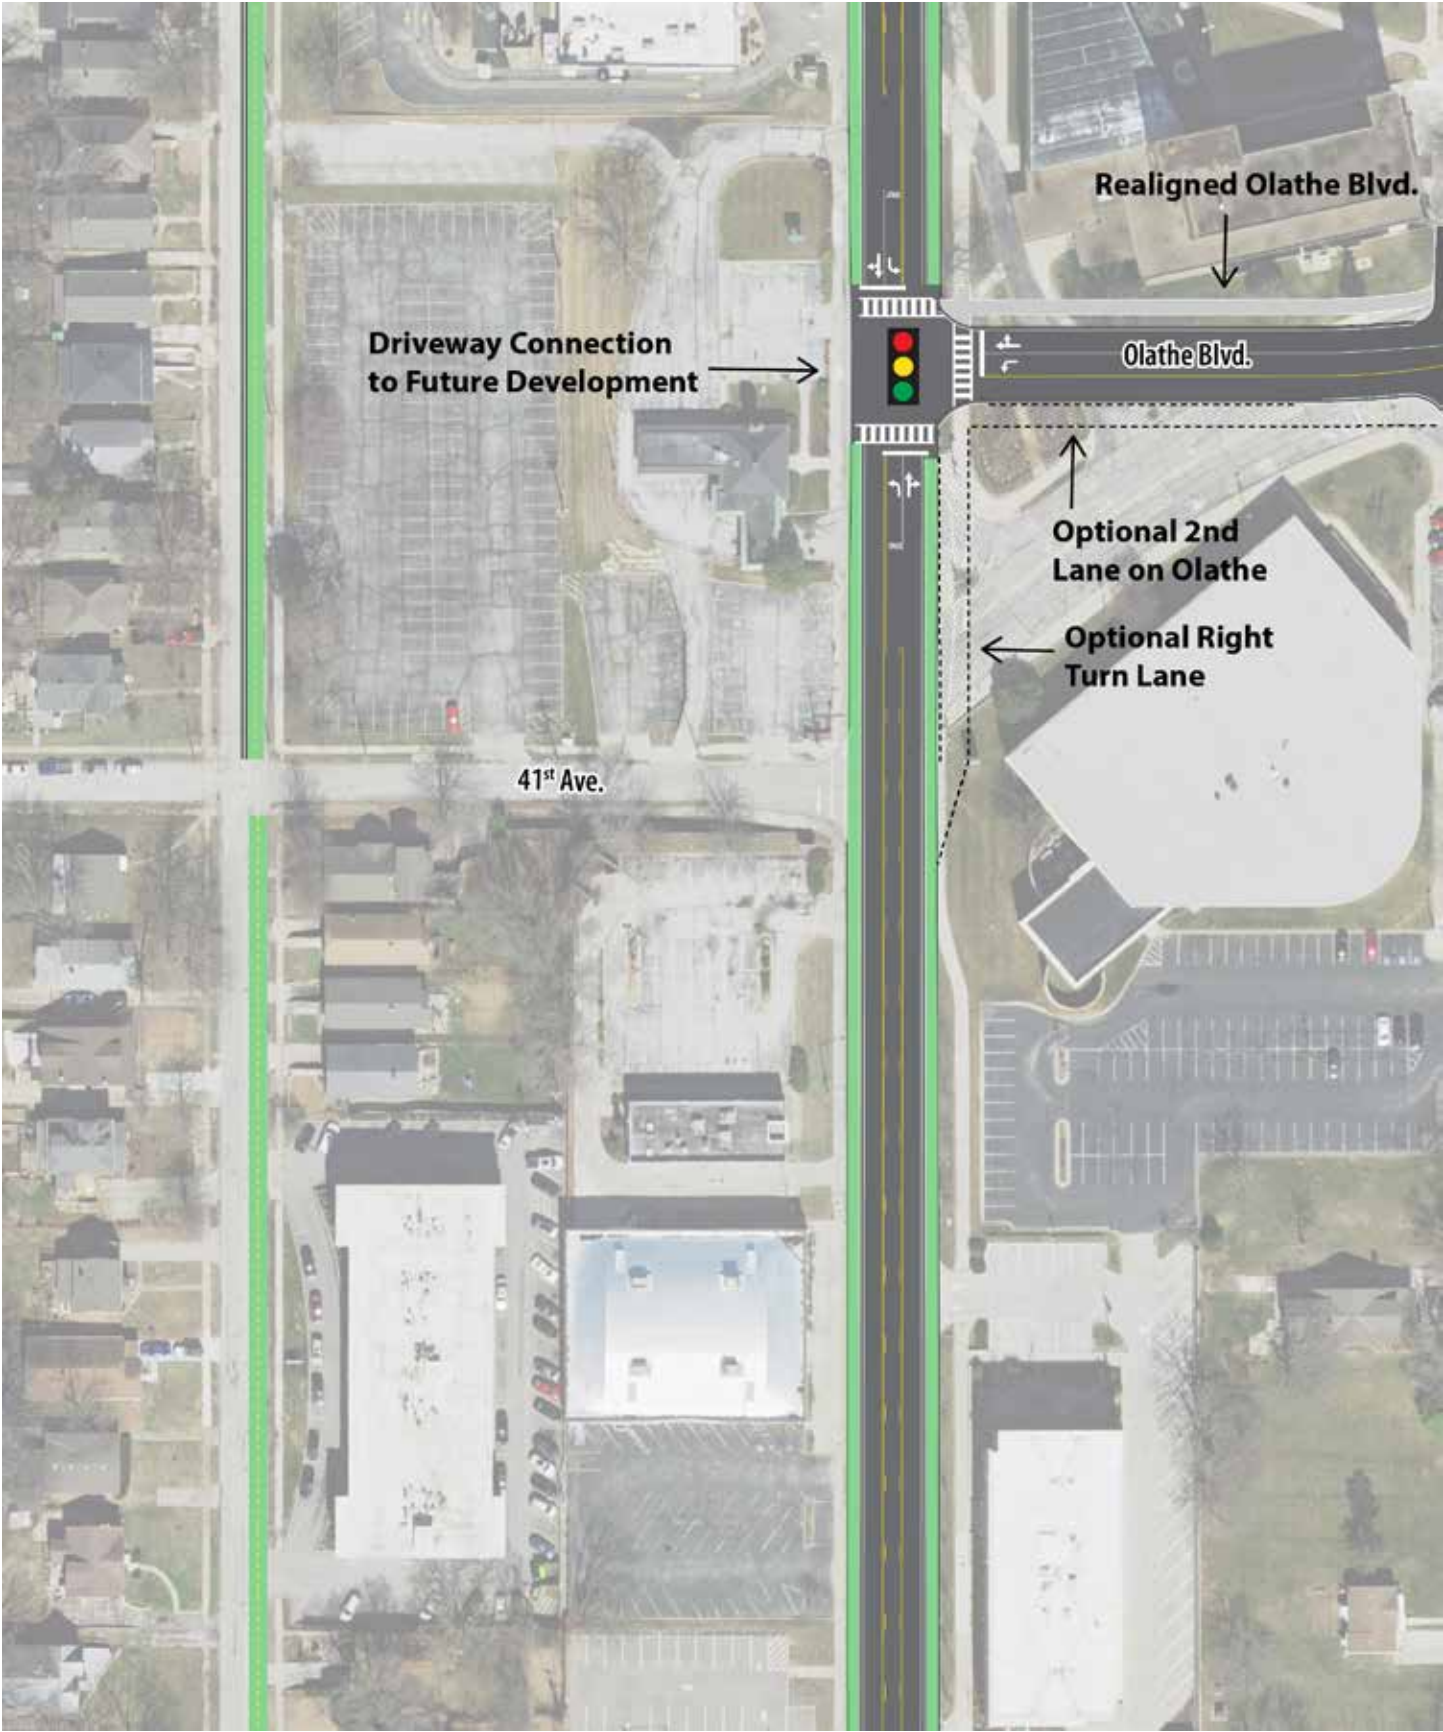 Realigned Olathe Blvd.
Driveway Connection
to Future Development
Olathe Blvd.
Optional 2nd
Lane on Olathe
Optional Right
Turn Lane
41st Ave.